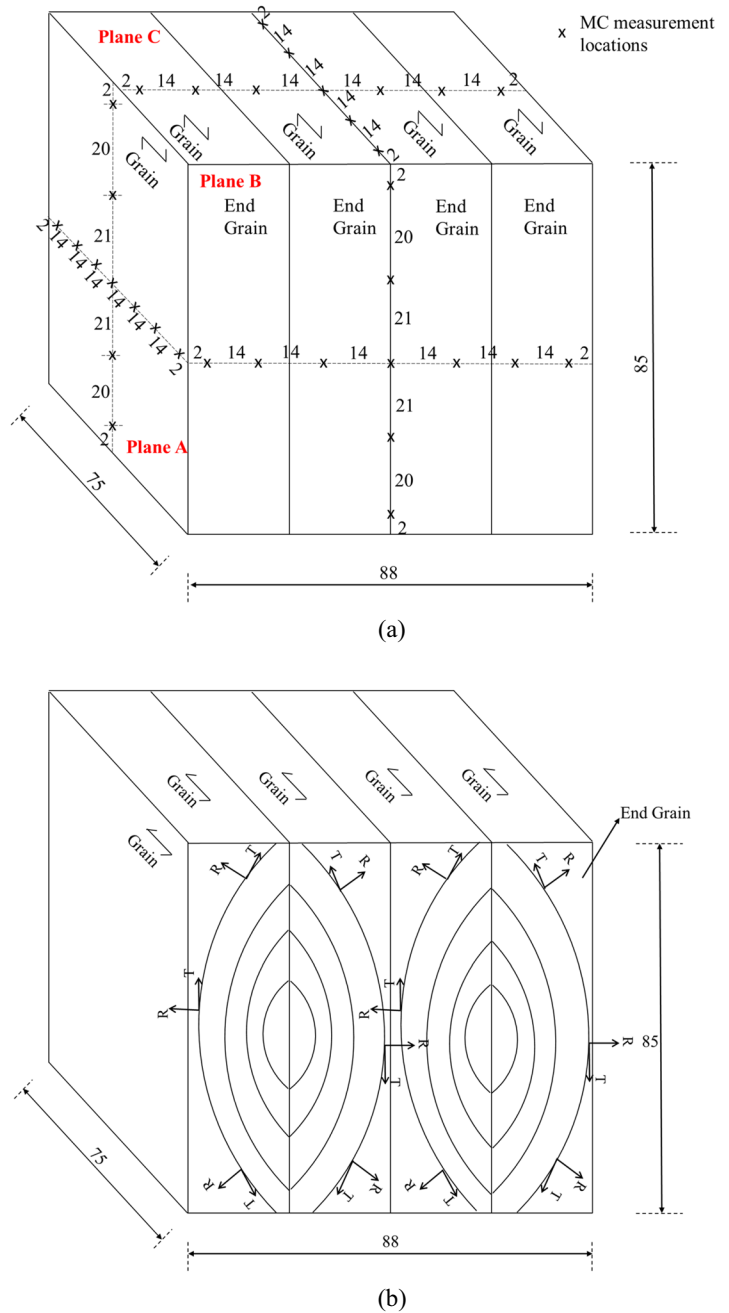 x MC measurement
locations
Plane C
2 14 14 14 14 14 2
2 14 14 14 14 2
Grain
Grain
Grain
Grain
Grain
Plane B
End
Grain
End
Grain
End
Grain
End
Grain
2
20
21
21
20
2
2 14 14 14 14 14 14 2
2
20
21
21
20
2
2 14 14 14 14 14 14 2
Plane A
85
75
88
(a)
Grain
Grain
Grain
Grain
Grain
End Grain
R T
T R
R T
T R
T
R
R
T
T
R
R
T
R T
T R
R T
T R
85
75
88
(b)